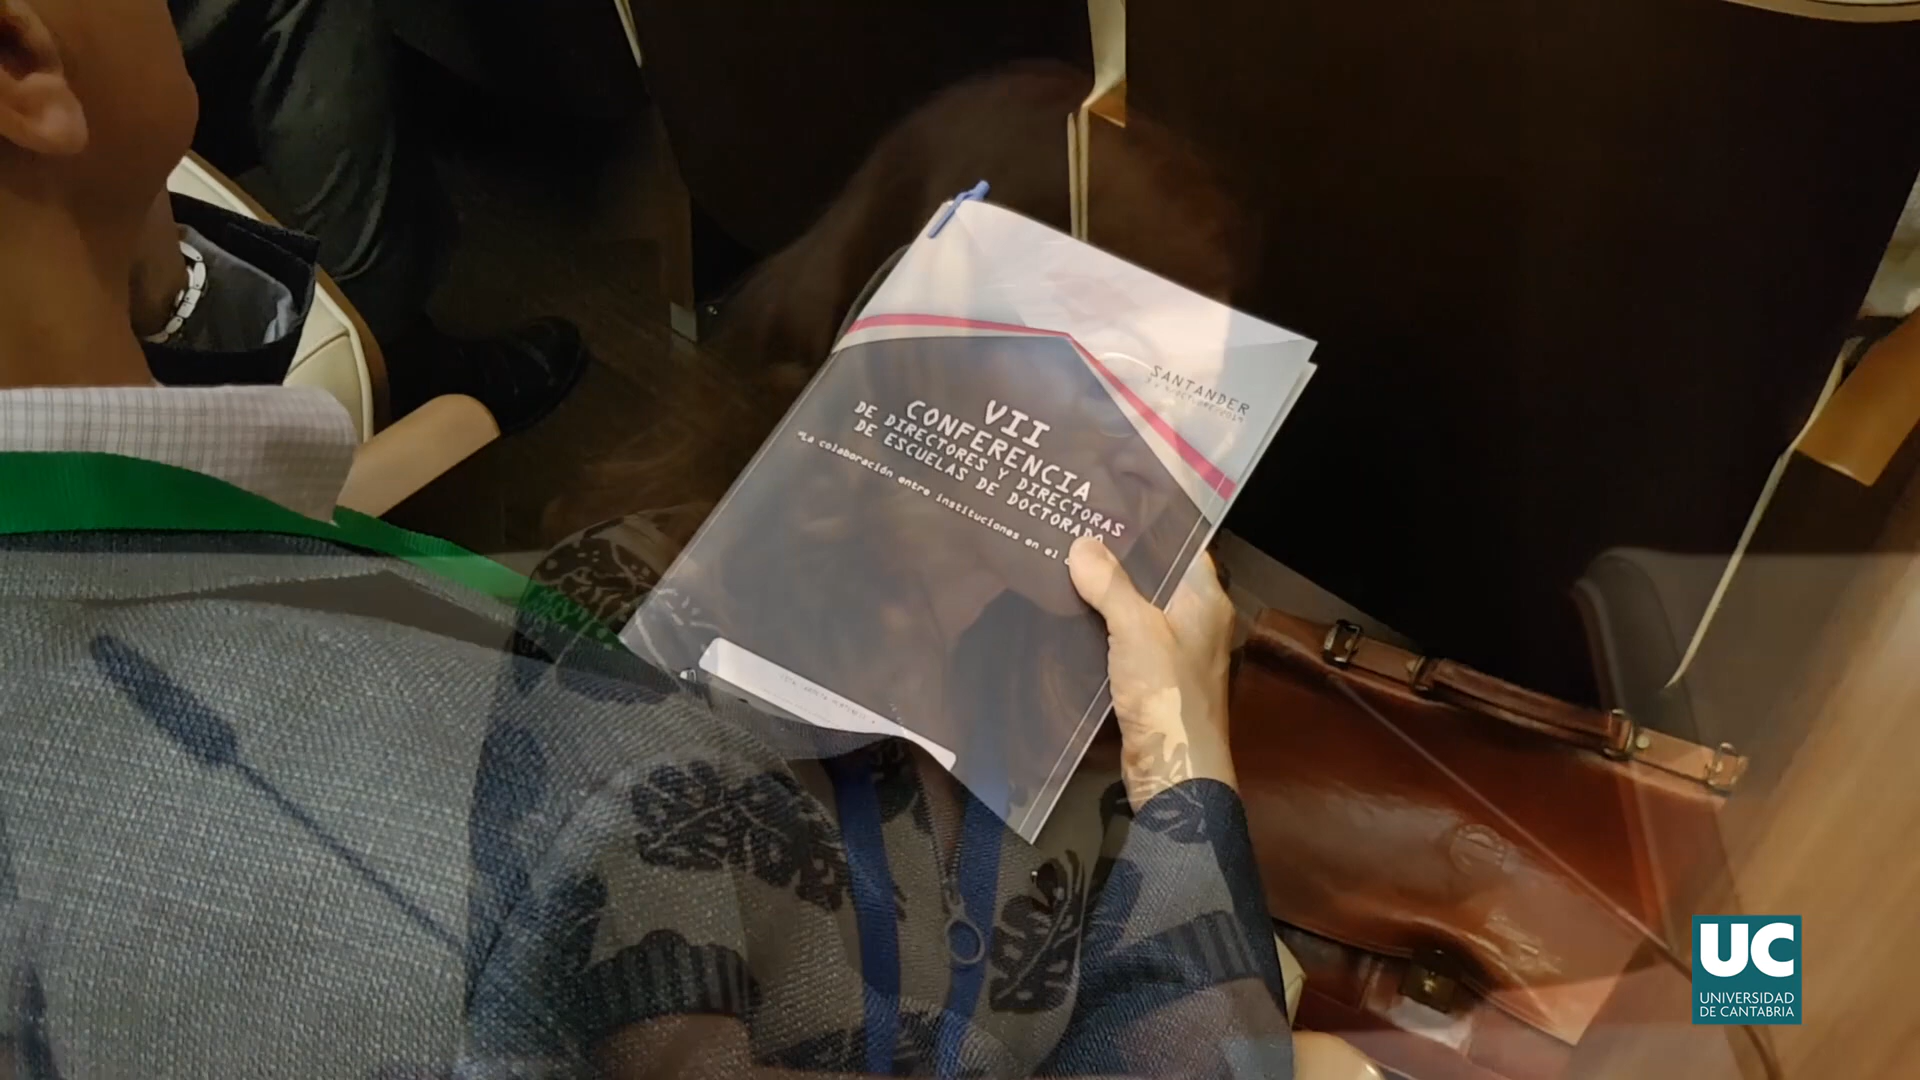 SANTANDER
VII
CONFERENCIA
DE DIRECTORES Y DIRECTORAS
DE ESCUELAS DE DOCTORADO
"La colaboración entre instituciones en el
UC
UNIVERSIDAD
DE CANTABRIA